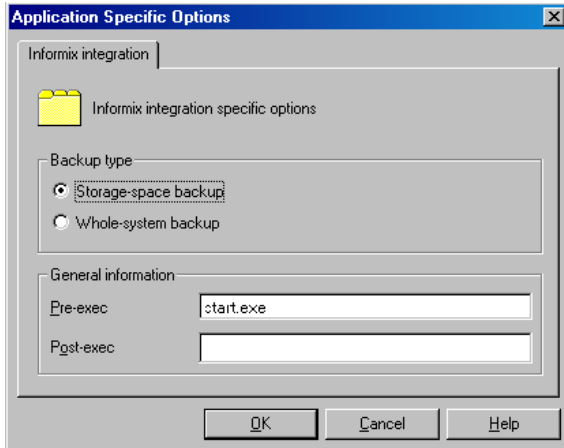 Application Specific Options
Informix integration
Informix integration specific options
Backup type
Storage-space backup
Whole-system backup
General information
Pre-exec
start.exe
Post-exec
OK
Cancel
Help